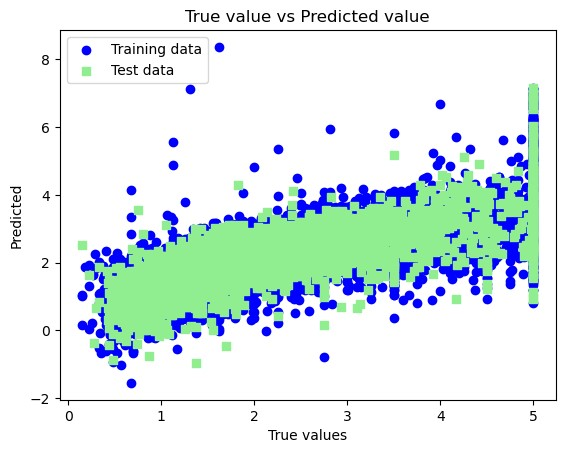 True value vs Predicted value
Training data
Test data
8
6
4
2
0
−2
Predicted
0
1
2
3
4
5
True values